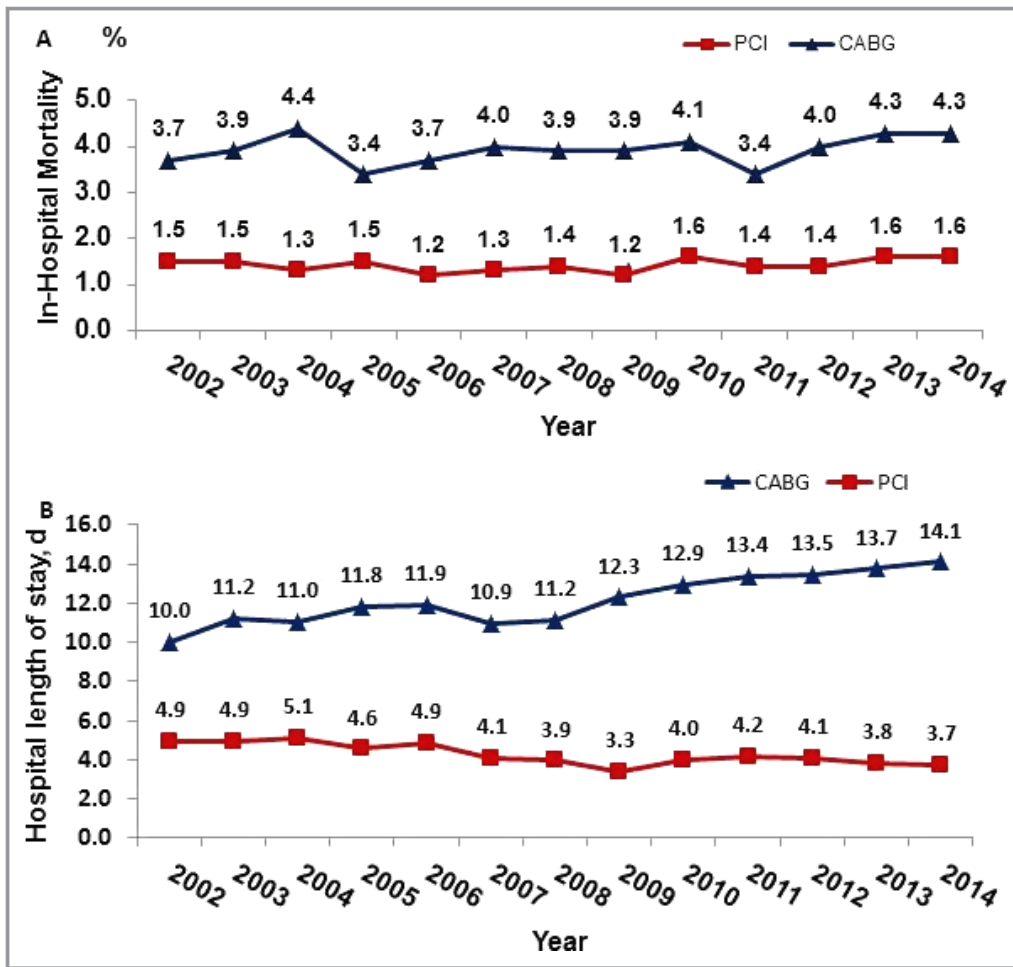 A %
PCI CABG
In-Hospital Mortality
5.0
4.0
3.0
2.0
1.0
0.0
3.7 3.9 4.4 3.4 3.7 4.0 3.9 3.9 4.1 3.4 4.0 4.3 4.3
1.5 1.5 1.3 1.5 1.2 1.3 1.4 1.2 1.6 1.4 1.4 1.6 1.6
2002 2003 2004 2005 2006 2007 2008 2009 2010 2011 2012 2013 2014
Year
CABG PCI
B
Hospital length of stay, d
16.0
14.0
12.0
10.0
8.0
6.0
4.0
2.0
0.0
10.0 11.2 11.0 11.8 11.9 10.9 11.2 12.3 12.9 13.4 13.5 13.7 14.1
4.9 4.9 5.1 4.6 4.9 4.1 3.9 3.3 4.0 4.2 4.1 3.8 3.7
2002 2003 2004 2005 2006 2007 2008 2009 2010 2011 2012 2013 2014
Year